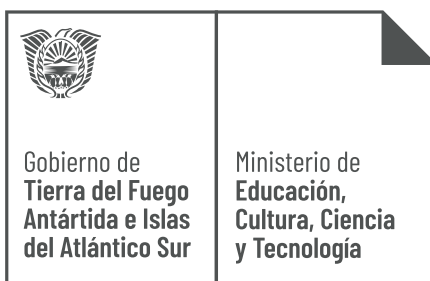 Gobierno de
Tierra del Fuego
Antártida e Islas
del Atlántico Sur
Ministerio de
Educación,
Cultura, Ciencia
y Tecnología